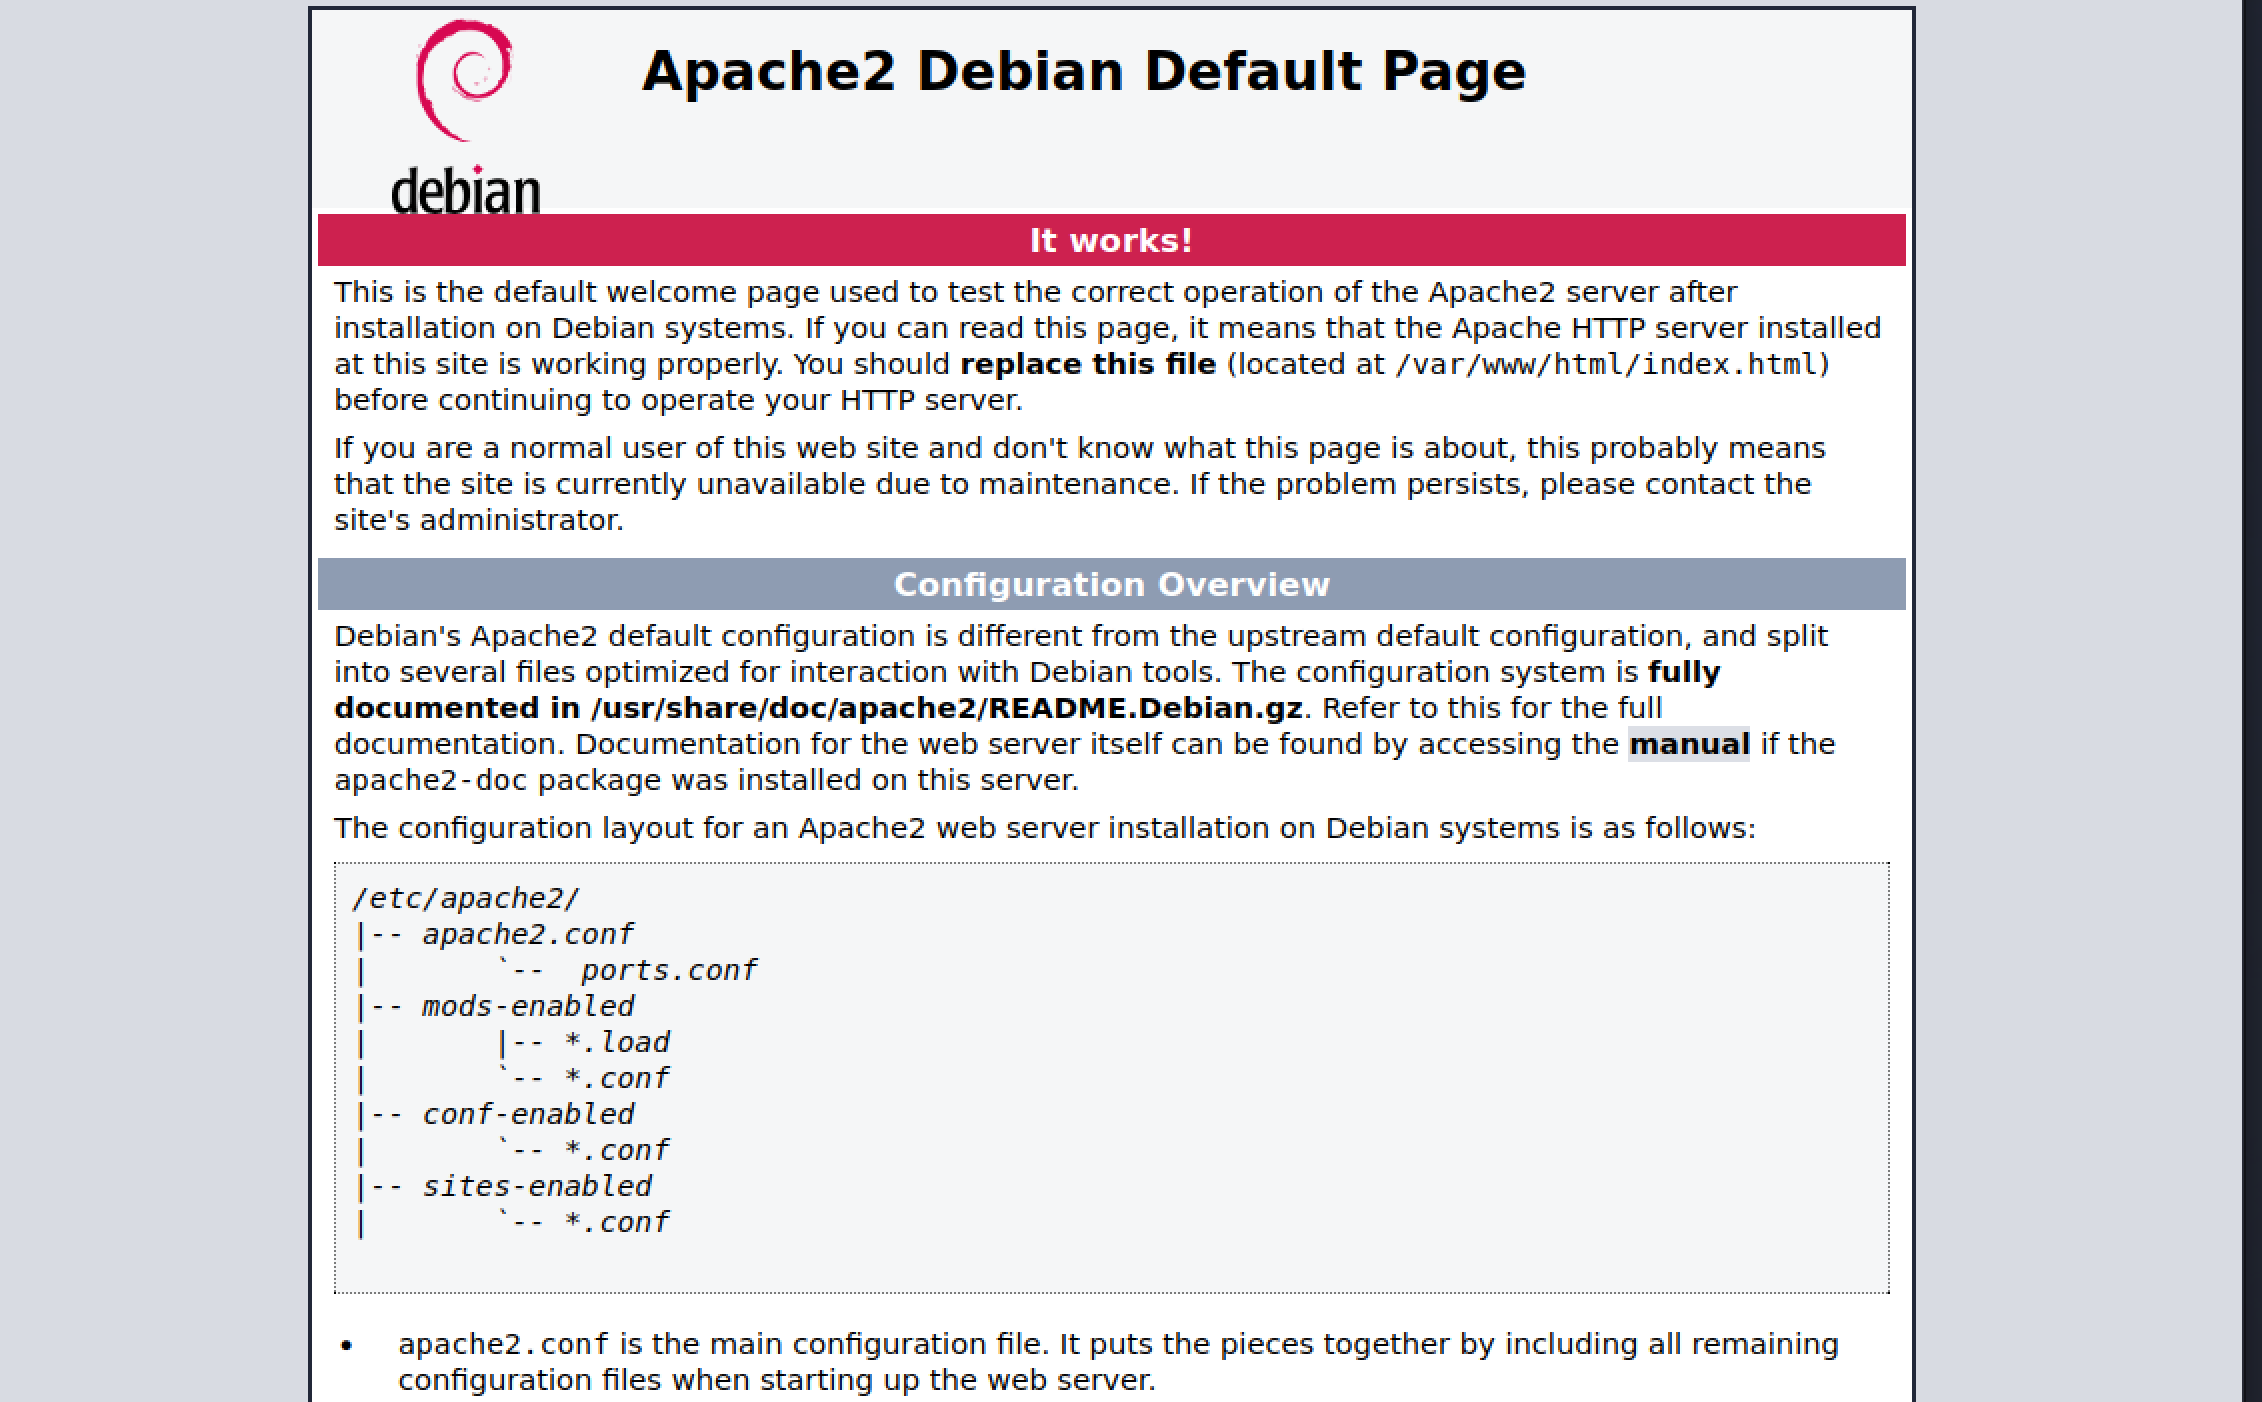 debian
Apache2 Debian Default Page
It works!
This is the default welcome page used to test the correct operation of the Apache2 server after
installation on Debian systems. If you can read this page, it means that the Apache HTTP server installed
at this site is working properly. You should replace this file (located at /var/www/html/index.html)
before continuing to operate your HTTP server.
If you are a normal user of this web site and don't know what this page is about, this probably means
that the site is currently unavailable due to maintenance. If the problem persists, please contact the
site's administrator.
Configuration Overview
Debian's Apache2 default configuration is different from the upstream default configuration, and split
into several files optimized for interaction with Debian tools. The configuration system is fully
documented in /usr/share/doc/apache2/README.Debian.gz. Refer to this for the full
documentation. Documentation for the web server itself can be found by accessing the manual if the
apache2-doc package was installed on this server.
The configuration layout for an Apache2 web server installation on Debian systems is as follows:
/etc/apache2/
|-- apache2.conf
|       `--  ports.conf
|-- mods-enabled
|       |-- *.load
|       `-- *.conf
|-- conf-enabled
|       `-- *.conf
|-- sites-enabled
|       `-- *.conf
• apache2.conf is the main configuration file. It puts the pieces together by including all remaining
configuration files when starting up the web server.